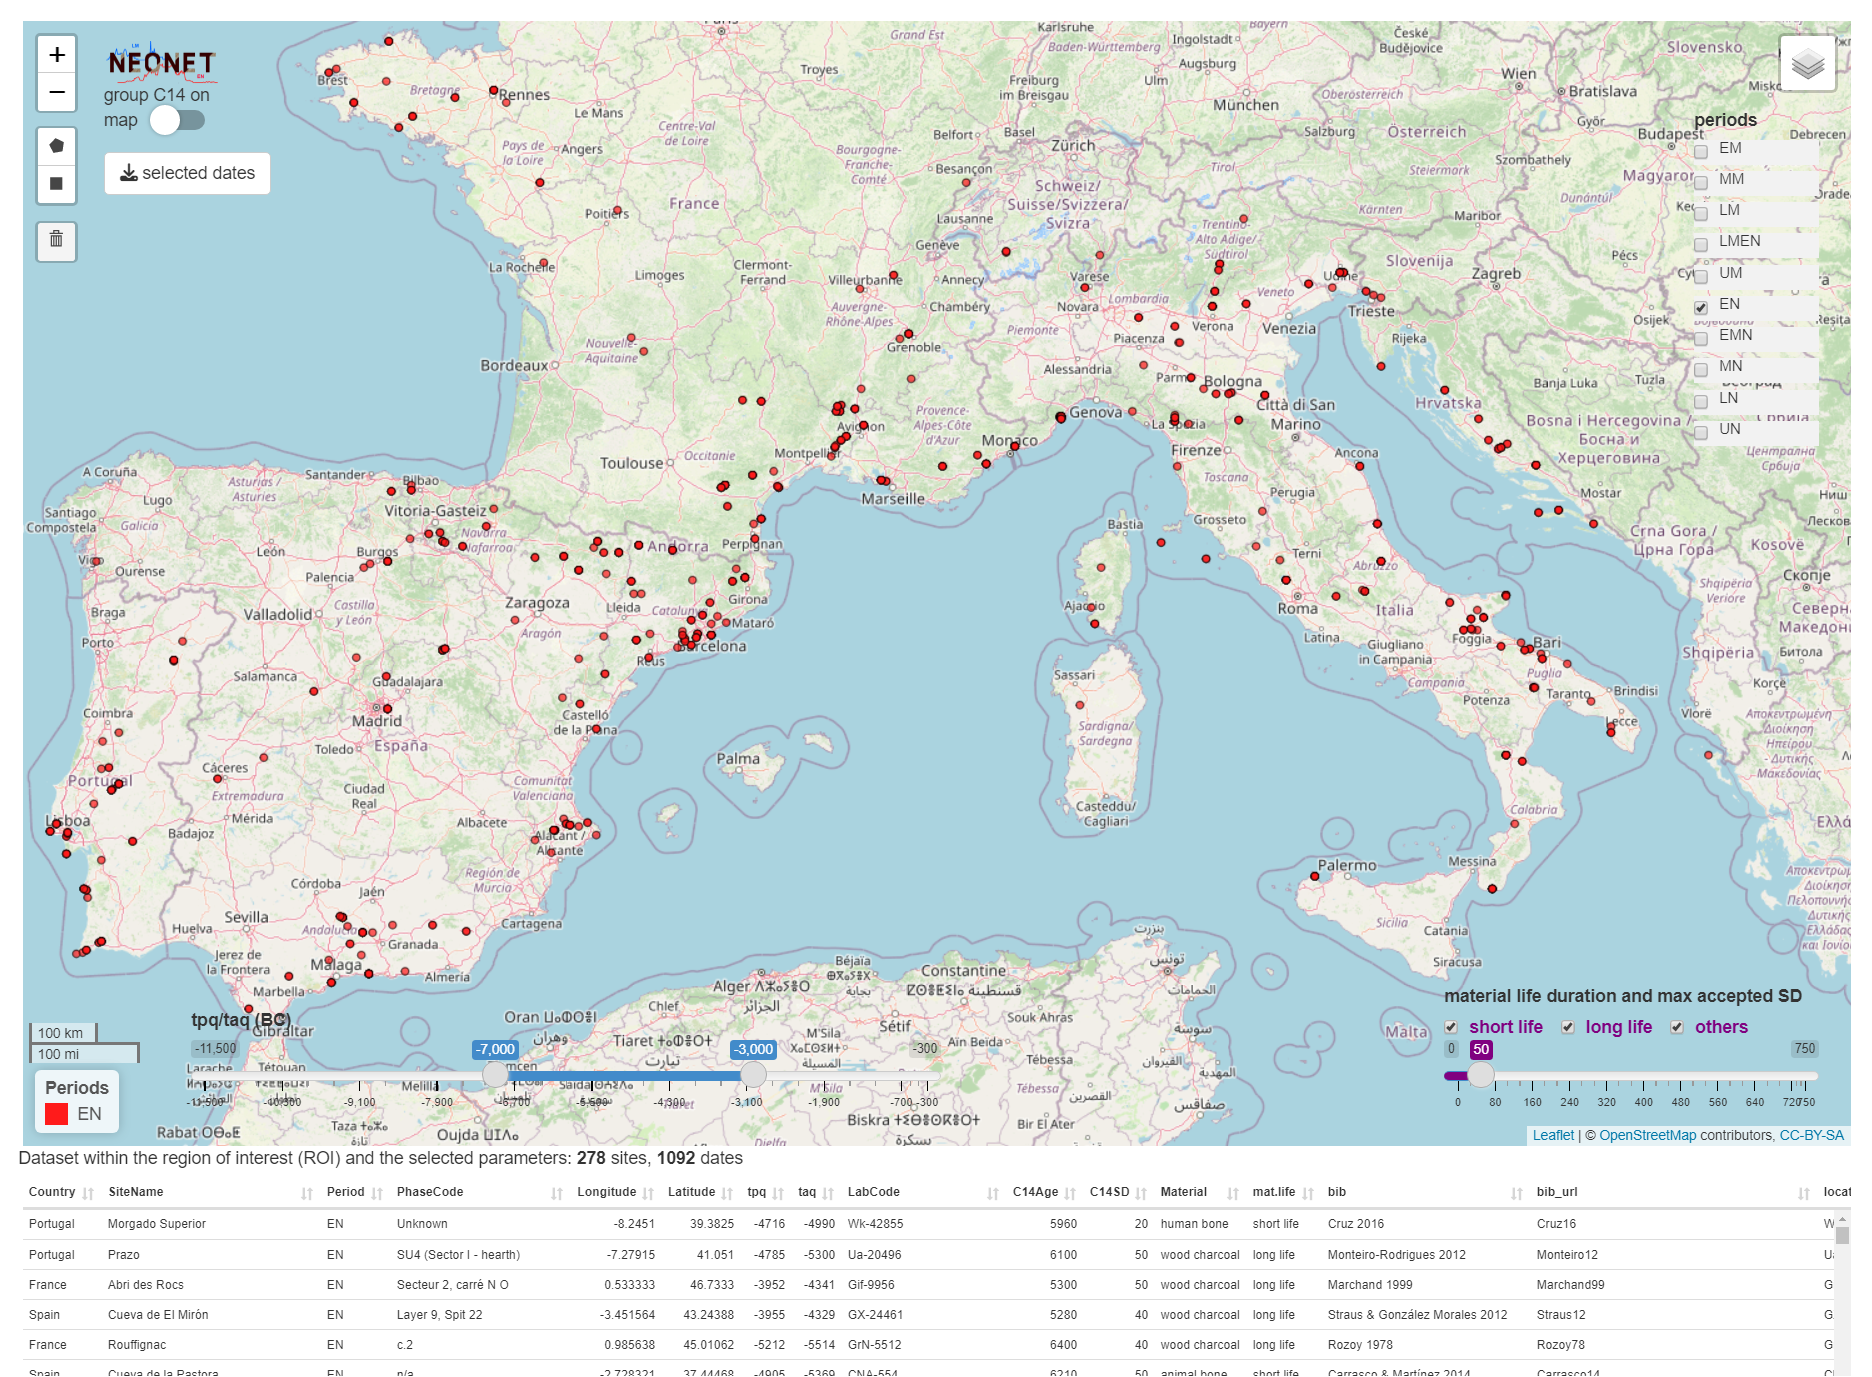 NEONET
group C14 on
map
selected dates
periods
EM
MM
LM
LMEN
UM
EN
EMN
MN
LN
UN
Brest
Bretagne
Rennes
Le Mans
Troyes
Grand Est
Karlsruhe
Baden-Württemberg
Ingolstadt
Augsburg
Bayern
České
Budějovice
Slovensko
Freiburg
im Breisgau
Ulm
München
Oberösterreich
Wien
Bratislava
Pays de
la Loire
Angers
Centre-Val
de Loire
Bourgogne-
Franche-
Comté
Belfort
Basel
Besançon
Zürich
Salzburg
Österreich
Győr
Budapest
Debrecen
Szombathely
Schweiz/
Suisse/Svizzera/
Svizra
Tirol
Steiermark
Poitiers
France
Lausanne
Genève
Trentino-
Alto Adige/
Südtirol
Kärnten
Maribor
Dunántúl
La Rochelle
Limoges
Clermont-
Ferrand
Villeurbanne
Annecy
Varese
Udine
Slovenija
Zagreb
Pécs
Auvergne-
Rhône-Alpes
Chambéry
Novara
Lombardia
Veneto
Trieste
Osijek
Piemonte
Piacenza
Verona
Venezia
Rijeka
Nouvelle-
Aquitaine
Grenoble
Bordeaux
Alessandria
Parma
Bologna
Banja Luka
Tuzla
Hrvatska
Bosna i Hercegovina /
Босна и
Херцеговина
Avignon
Provence-
Alpes-Côte
d'Azur
Genova
La Spezia
Città di San
Marino
Firenze
Toulouse
Occitanie
Montpellier
Monaco
Marseille
Toscana
Ancona
Perugia
Mostar
A Coruña
Santander
Bilbao
Asturias /
Asturies
Lugo
Santiago
Compostela
Galicia
Vitoria-Gasteiz
León
Burgos
Andorra
Perpignan
Bastia
Grosseto
Terni
Abruzzo
Crna Gora /
Црна Гора
Vigo
Ourense
Palencia
Castilla
y León
Valladolid
Zaragoza
Lleida
Girona
Mataró
Barcelona
Reus
Aragón
Ajaccio
Roma
Latina
Italia
Foggia
Bari
Braga
Porto
Salamanca
Guadalajara
Madrid
España
Castelló
de la Plana
Sassari
Sardigna/
Sardegna
Giugliano
in Campania
Campania
Puglia
Potenza
Taranto
Brindisi
Lecce
Shqipëria
Vlorë
Korçe
Coimbra
Toledo
Cáceres
Extremadura
Portugal
Ciudad
Real
Comunitat
Valenciana
Palma
Casteddu/
Cagliari
Calabria
Lisboa
Badajoz
Mérida
Albacete
Alacant /
Alicante
Región de
Murcia
Palermo
Messina
Sicilia
Catania
Siracusa
Córdoba
Jaén
Sevilla
Huelva
Andalucía
Granada
Cartagena
Jerez de
la Frontera
Málaga
Almería
Marbella
Gibraltar
Alger
الجزائر
Béjaïa
بجاية
Constantine
قسنطينة
بنزرت
تونس
الحمامات
Chlef
Oran
وهران
Tiaret
تيارت
M'Sila
المسيلة
Sétif
Aïn Beïda
Souk Ahras
Tébessa
تبسة
سوسة
القيروان
المهدية
صفاقس
القصرين
Malta
Tétouan
Melilla
Rabat
Oujda
Biskra
بسكرة
Bir El Ater
Djelfa
100 km
100 mi
Periods
EN
tpq/taq (BC)
-11,500 -7,000 -3,000 -300
-11,500 -10,300 -9,100 -7,900 -6,700 -5,500 -4,300 -3,100 -1,900 -700 -300
material life duration and max accepted SD
short life long life others
0 50 750
0 80 160 240 320 400 480 560 640 720 750
Leaflet | © OpenStreetMap contributors, CC-BY-SA
Dataset within the region of interest (ROI) and the selected parameters: 278 sites, 1092 dates
Country SiteName Period PhaseCode Longitude Latitude tpq taq LabCode C14Age C14SD Material mat.life bib bib_url locat
Portugal Morgado Superior EN Unknown -8.2451 39.3825 -4716 -4990 Wk-42855 5960 20 human bone short life Cruz 2016 Cruz16 W
Portugal Prazo EN SU4 (Sector I - hearth) -7.27915 41.051 -4785 -5300 Ua-20496 6100 50 wood charcoal long life Monteiro-Rodrigues 2012 Monteiro12 U
France Abri des Rocs EN Secteur 2, carré N O 0.533333 46.7333 -3952 -4341 Gif-9956 5300 50 wood charcoal long life Marchand 1999 Marchand99 G
Spain Cueva de El Mirón EN Layer 9, Spit 22 -3.451564 43.24388 -3955 -4329 GX-24461 5280 40 wood charcoal long life Straus & González Morales 2012 Straus12 G
France Rouffignac EN c.2 0.985638 45.01062 -5212 -5514 GrN-5512 6400 40 wood charcoal long life Rozoy 1978 Rozoy78 G
Spain Cueva de la Pastora EN n/a -2.728321 37.44468 -4905 -5369 CNA-554 6210 50 animal bone short life Carrasco & Martínez 2014 Carrasco14